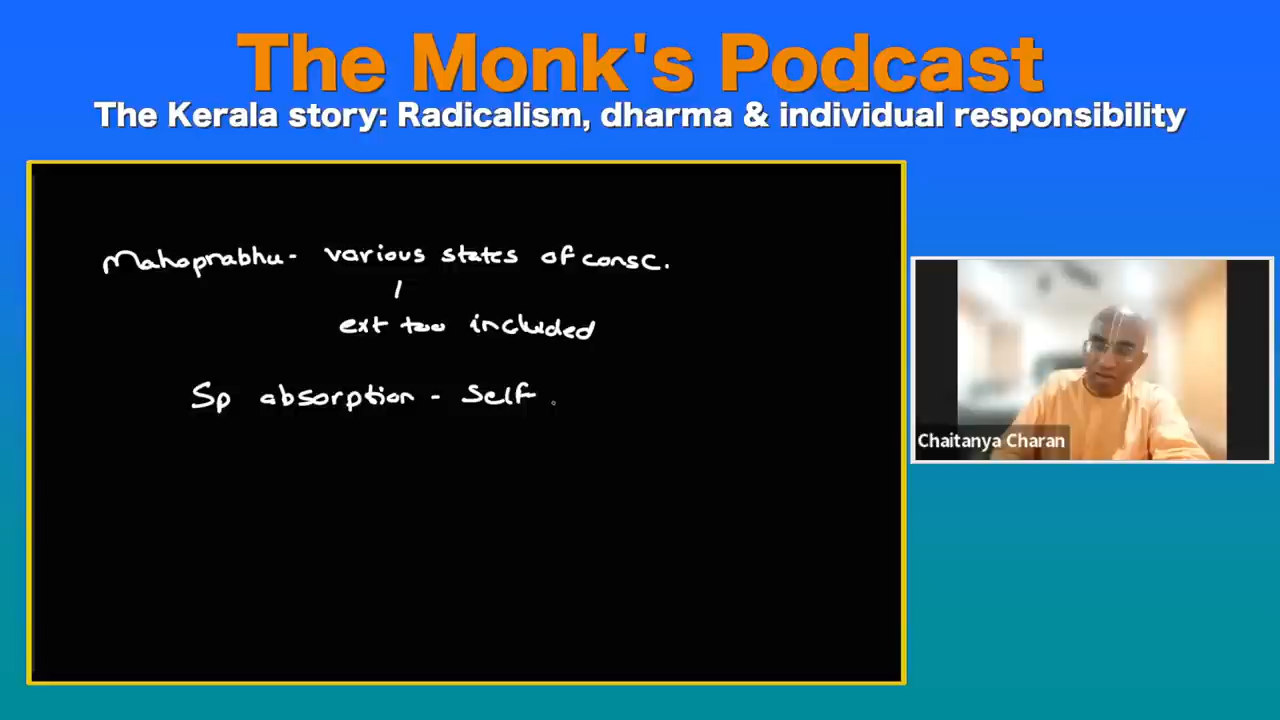 The Monk's Podcast
The Kerala story: Radicalism, dharma & individual responsibility
Mahaprabhu - various states of consc.
ext too included
Sp absorption - Self
Chaitanya Charan